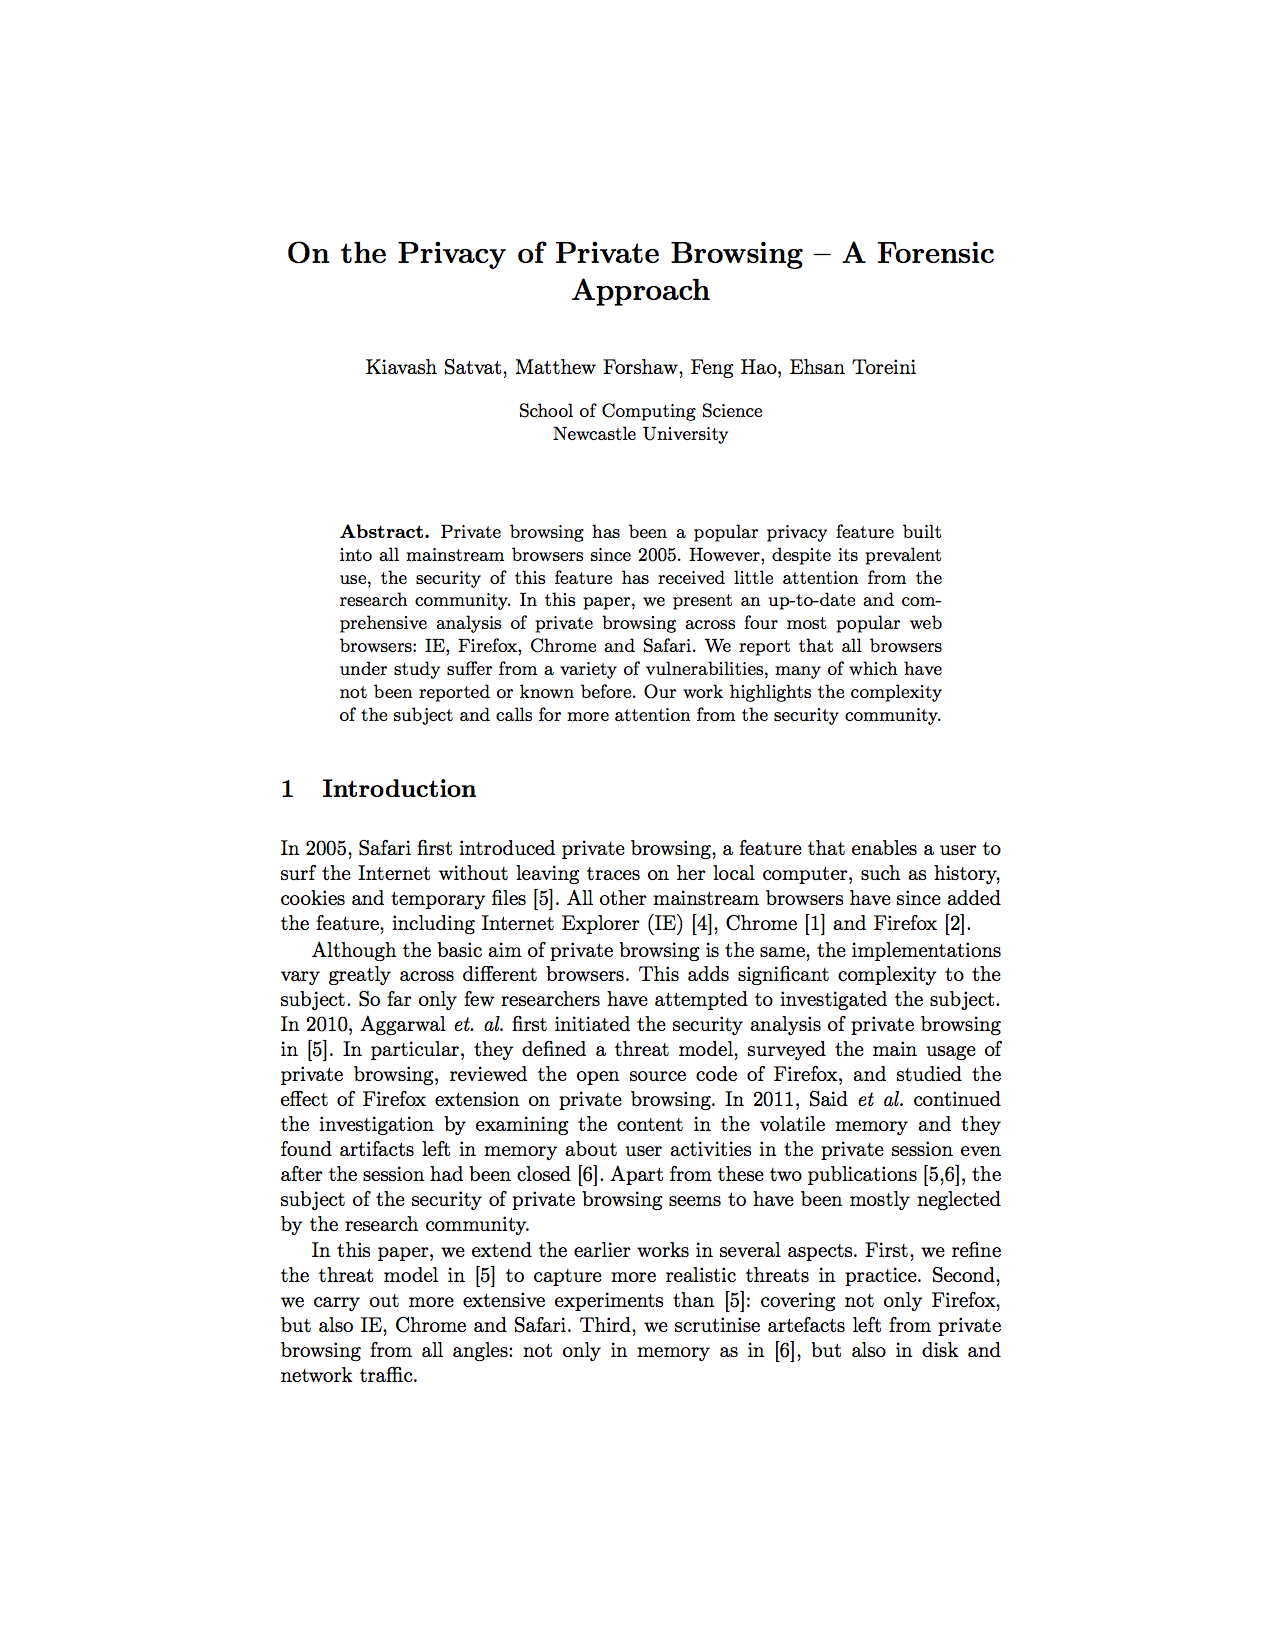 On the Privacy of Private Browsing – A Forensic
Approach
Kiavash Satvat, Matthew Forshaw, Feng Hao, Ehsan Toreini
School of Computing Science
Newcastle University
Abstract. Private browsing has been a popular privacy feature built
into all mainstream browsers since 2005. However, despite its prevalent
use, the security of this feature has received little attention from the
research community. In this paper, we present an up-to-date and com-
prehensive analysis of private browsing across four most popular web
browsers: IE, Firefox, Chrome and Safari. We report that all browsers
under study suffer from a variety of vulnerabilities, many of which have
not been reported or known before. Our work highlights the complexity
of the subject and calls for more attention from the security community.
1 Introduction
In 2005, Safari first introduced private browsing, a feature that enables a user to
surf the Internet without leaving traces on her local computer, such as history,
cookies and temporary files [5]. All other mainstream browsers have since added
the feature, including Internet Explorer (IE) [4], Chrome [1] and Firefox [2].
Although the basic aim of private browsing is the same, the implementations
vary greatly across different browsers. This adds significant complexity to the
subject. So far only few researchers have attempted to investigated the subject.
In 2010, Aggarwal et. al. first initiated the security analysis of private browsing
in [5]. In particular, they defined a threat model, surveyed the main usage of
private browsing, reviewed the open source code of Firefox, and studied the
effect of Firefox extension on private browsing. In 2011, Said et al. continued
the investigation by examining the content in the volatile memory and they
found artifacts left in memory about user activities in the private session even
after the session had been closed [6]. Apart from these two publications [5,6], the
subject of the security of private browsing seems to have been mostly neglected
by the research community.
In this paper, we extend the earlier works in several aspects. First, we refine
the threat model in [5] to capture more realistic threats in practice. Second,
we carry out more extensive experiments than [5]: covering not only Firefox,
but also IE, Chrome and Safari. Third, we scrutinise artefacts left from private
browsing from all angles: not only in memory as in [6], but also in disk and
network traffic.